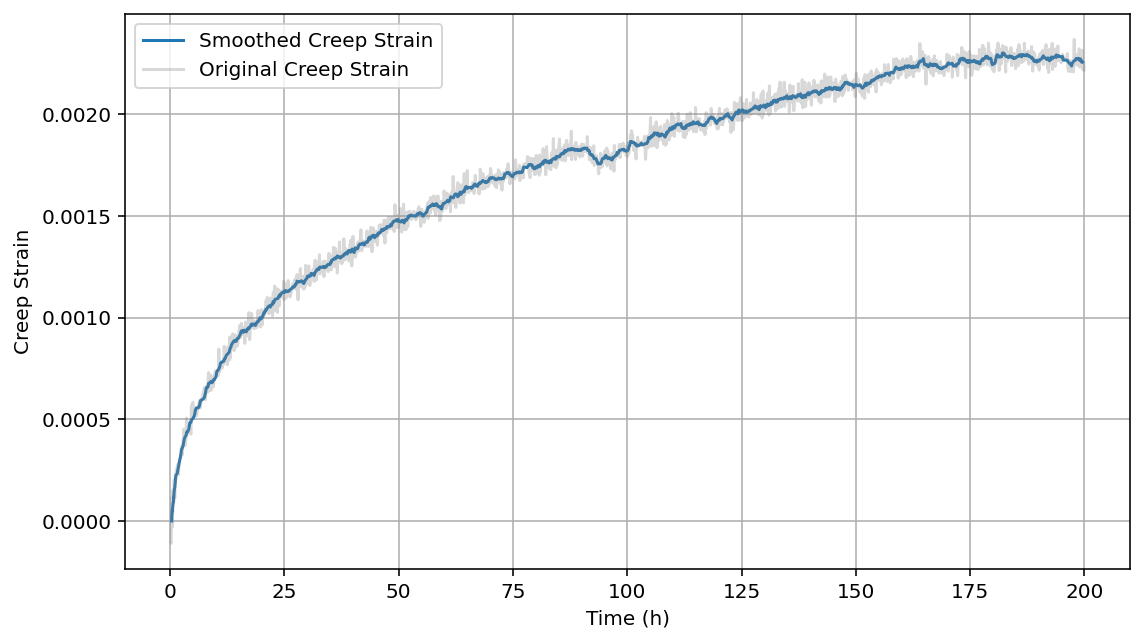 Smoothed Creep Strain
Original Creep Strain
Creep Strain
0.0020
0.0015
0.0010
0.0005
0.0000
0 25 50 75 100 125 150 175 200
Time (h)